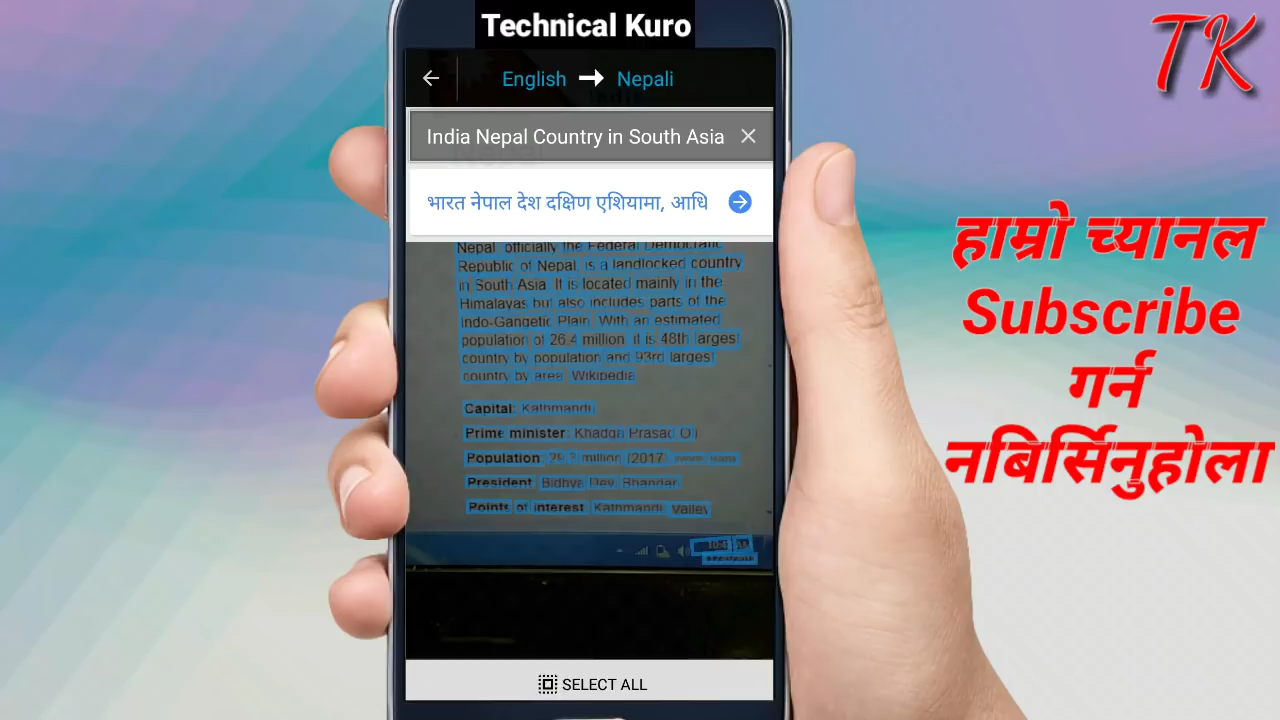 Technical Kuro
TK
English → Nepali
India Nepal Country in South Asia
भारत नेपाल देश दक्षिण एशियामा, आधि
Nepal officially the Federal Democratic
Republic of Nepal, is a landlocked country
in South Asia. It is located mainly in the
Himalayas but also includes parts of the
Indo-Gangetic Plain. With an estimated
population of 26.4 million, it is 48th largest
country by population and 93rd largest
country by area. Wikipedia
Capital: Kathmandu
Prime minister: Khadga Prasad Oli
Population: 29.3 million (2017)
President: Bidhya Dev Bhandari
Points of interest: Kathmandu Valley
SELECT ALL
हाम्रो च्यानल
Subscribe
गर्न
नबिर्सिनुहोला